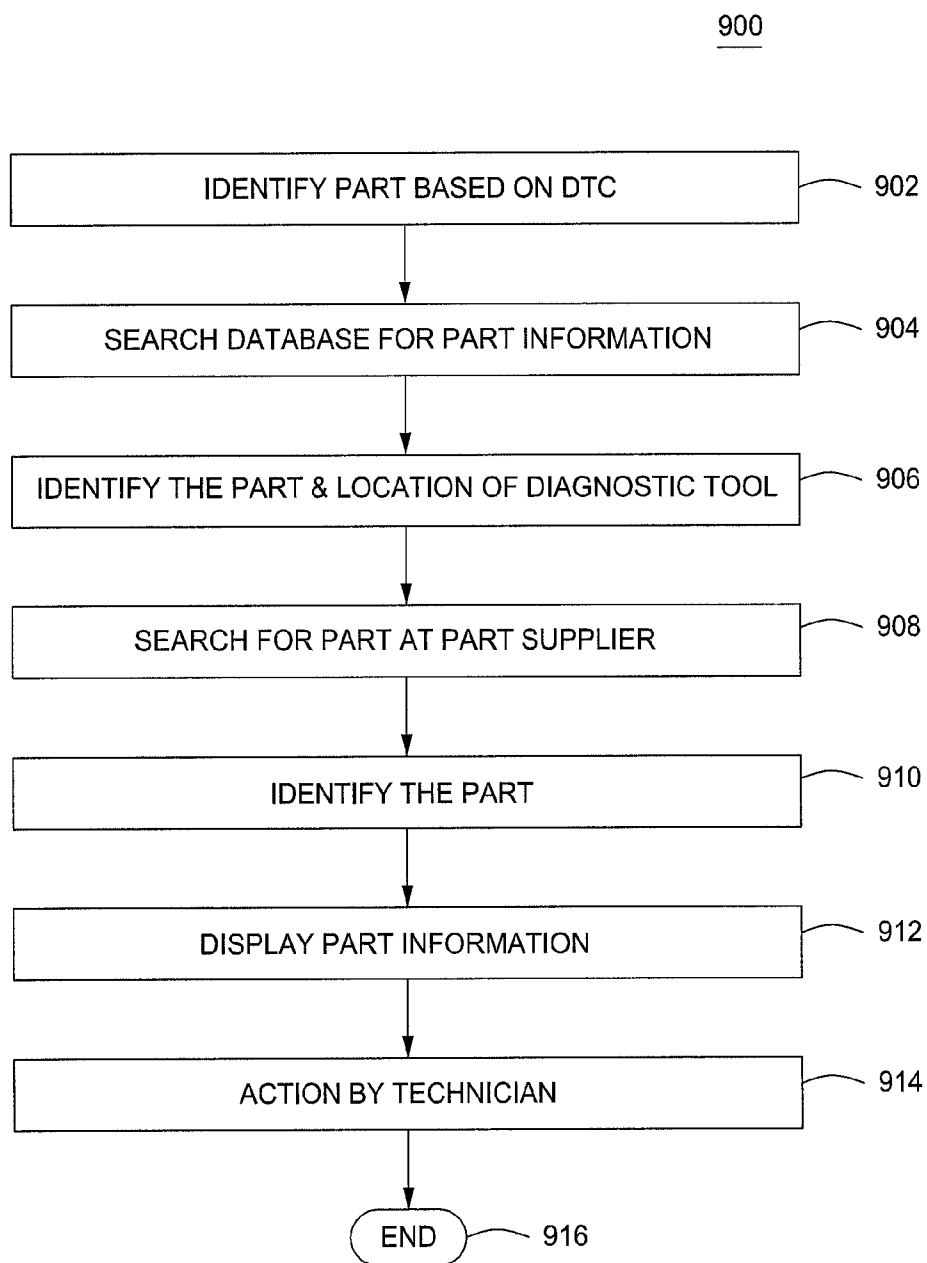 900
IDENTIFY PART BASED ON DTC
902
SEARCH DATABASE FOR PART INFORMATION
904
IDENTIFY THE PART & LOCATION OF DIAGNOSTIC TOOL
906
SEARCH FOR PART AT PART SUPPLIER
908
IDENTIFY THE PART
910
DISPLAY PART INFORMATION
912
ACTION BY TECHNICIAN
914
END
916